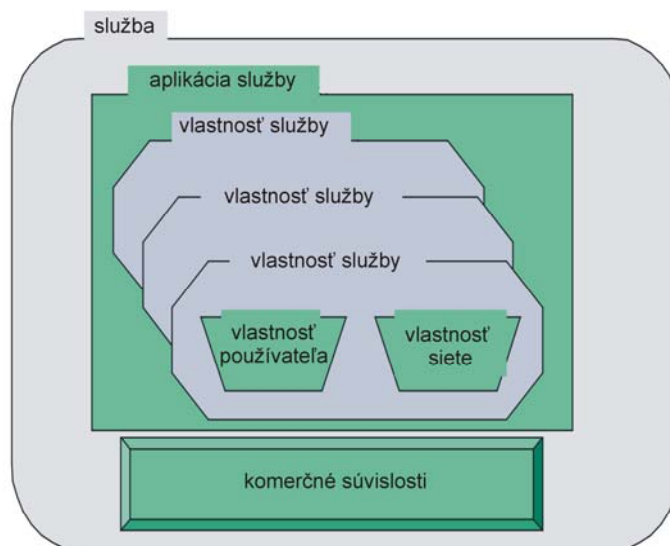 služba
aplikácia služby
vlastnosť služby
vlastnosť služby
vlastnosť služby
vlastnosť
používateľa
vlastnosť
siete
komerčné súvislosti